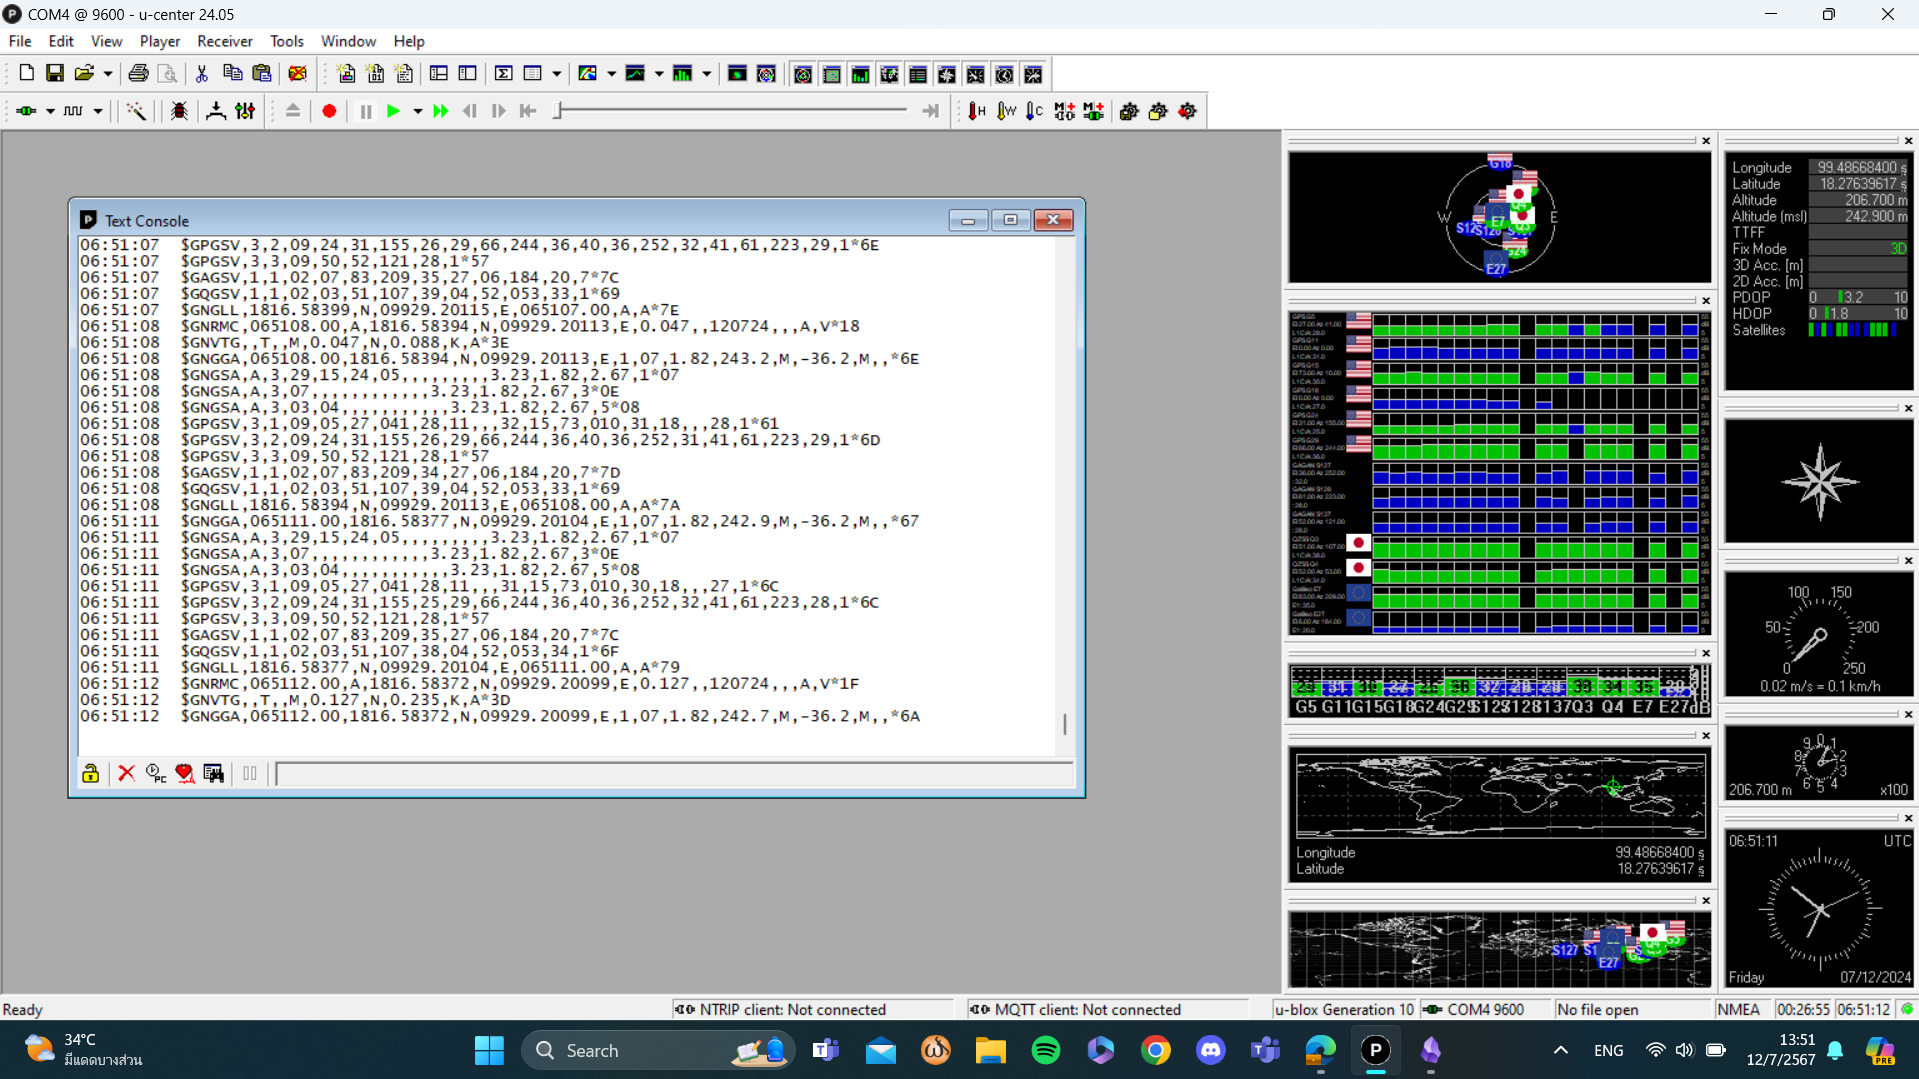 COM4 @ 9600 - u-center 24.05
File Edit View Player Receiver Tools Window Help
Text Console
06:51:07 $GPGSV,3,2,09,24,31,155,26,29,66,244,36,40,36,252,32,41,61,223,29,1*6E
06:51:07 $GPGSV,3,3,09,50,52,121,28,1*57
06:51:07 $GAGSV,1,1,02,07,83,209,35,27,06,184,20,7*7C
06:51:07 $GQGSV,1,1,02,03,51,107,39,04,52,053,33,1*69
06:51:07 $GNGLL,1816.58399,N,09929.20115,E,065107.00,A,A*7E
06:51:08 $GNRMC,065108.00,A,1816.58394,N,09929.20113,E,0.047,,120724,,,A,V*18
06:51:08 $GNVTG,,T,,M,0.047,N,0.088,K,A*3E
06:51:08 $GNGGA,065108.00,1816.58394,N,09929.20113,E,1,07,1.82,243.2,M,-36.2,M,,*6E
06:51:08 $GNGSA,A,3,29,15,24,05,,,,,,,,,3.23,1.82,2.67,1*07
06:51:08 $GNGSA,A,3,07,,,,,,,,,,,,3.23,1.82,2.67,3*0E
06:51:08 $GNGSA,A,3,03,04,,,,,,,,,,,3.23,1.82,2.67,5*08
06:51:08 $GPGSV,3,1,09,05,27,041,28,11,,,32,15,73,010,31,18,,,28,1*61
06:51:08 $GPGSV,3,2,09,24,31,155,26,29,66,244,36,40,36,252,31,41,61,223,29,1*6D
06:51:08 $GPGSV,3,3,09,50,52,121,28,1*57
06:51:08 $GAGSV,1,1,02,07,83,209,34,27,06,184,20,7*7D
06:51:08 $GQGSV,1,1,02,03,51,107,39,04,52,053,33,1*69
06:51:08 $GNGLL,1816.58394,N,09929.20113,E,065108.00,A,A*7A
06:51:11 $GNGGA,065111.00,1816.58377,N,09929.20104,E,1,07,1.82,242.9,M,-36.2,M,,*67
06:51:11 $GNGSA,A,3,29,15,24,05,,,,,,,,,3.23,1.82,2.67,1*07
06:51:11 $GNGSA,A,3,07,,,,,,,,,,,,3.23,1.82,2.67,3*0E
06:51:11 $GNGSA,A,3,03,04,,,,,,,,,,,3.23,1.82,2.67,5*08
06:51:11 $GPGSV,3,1,09,05,27,041,28,11,,,31,15,73,010,30,18,,,27,1*6C
06:51:11 $GPGSV,3,2,09,24,31,155,25,29,66,244,36,40,36,252,32,41,61,223,28,1*6C
06:51:11 $GPGSV,3,3,09,50,52,121,28,1*57
06:51:11 $GAGSV,1,1,02,07,83,209,35,27,06,184,20,7*7C
06:51:11 $GQGSV,1,1,02,03,51,107,38,04,52,053,34,1*6F
06:51:11 $GNGLL,1816.58377,N,09929.20104,E,065111.00,A,A*79
06:51:12 $GNRMC,065112.00,A,1816.58372,N,09929.20099,E,0.127,,120724,,,A,V*1F
06:51:12 $GNVTG,,T,,M,0.127,N,0.235,K,A*3D
06:51:12 $GNGGA,065112.00,1816.58372,N,09929.20099,E,1,07,1.82,242.7,M,-36.2,M,,*6A
W E
G18
E7
E27
Longitude 99.48668400
Latitude 18.27639617
Altitude 206.700 m
Altitude (msl) 242.900 m
TTFF
Fix Mode 3D
3D Acc. [m]
2D Acc. [m]
PDOP 0 3.2 10
HDOP 0 1.8 10
Satellites
G5 G11 G15 G18 G24 G29 S127 S128 S137 Q3 Q4 E7 E27 dB
Longitude 99.48668400
Latitude 18.27639617
S127
E27
0 50 100 150 200 250
0.02 m/s = 0.1 km/h
0 1 2 3 4 5 6 7 8 9
206.700 m x100
06:51:11 UTC
Friday 07/12/2024
Ready
NTRIP client: Not connected
MQTT client: Not connected
u-blox Generation 10
COM4 9600
No file open
NMEA 00:26:55 06:51:12
34°C
มีแดดบางส่วน
Search
ENG
13:51
12/7/2567
PRE